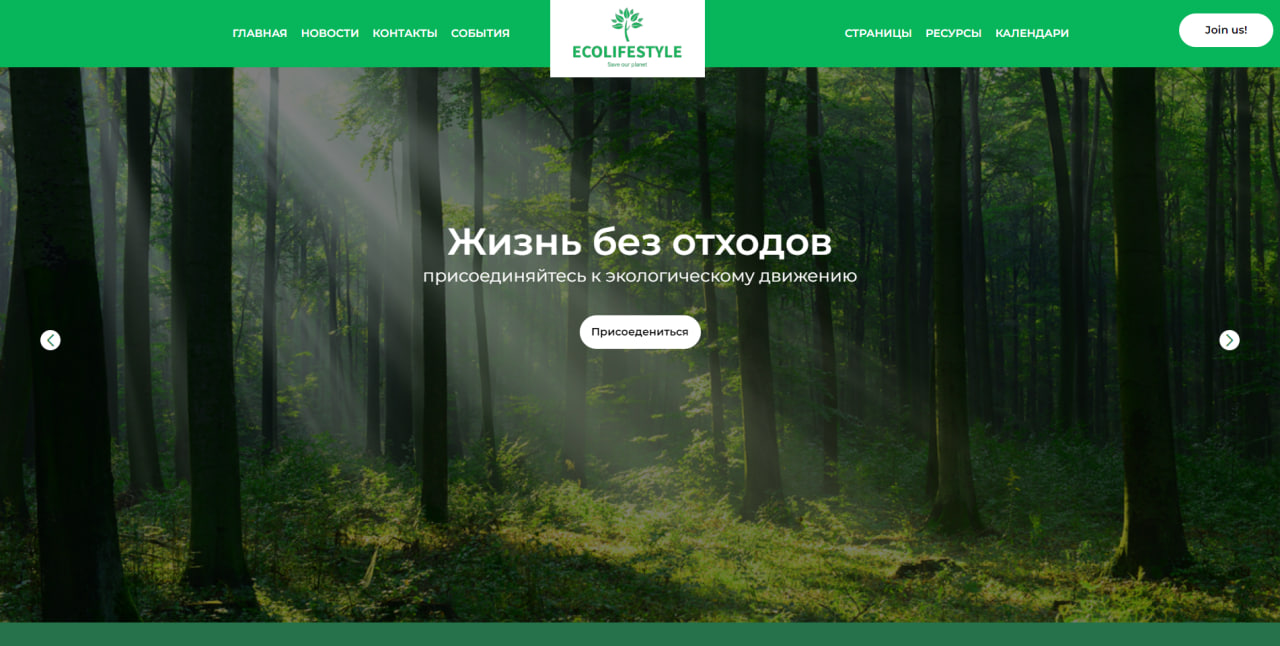 ГЛАВНАЯ НОВОСТИ КОНТАКТЫ СОБЫТИЯ
ECOLIFESTYLE
Save our planet
СТРАНИЦЫ РЕСУРСЫ КАЛЕНДАРИ
Join us!
Жизнь без отходов
присоединяйтесь к экологическому движению
Присоедениться